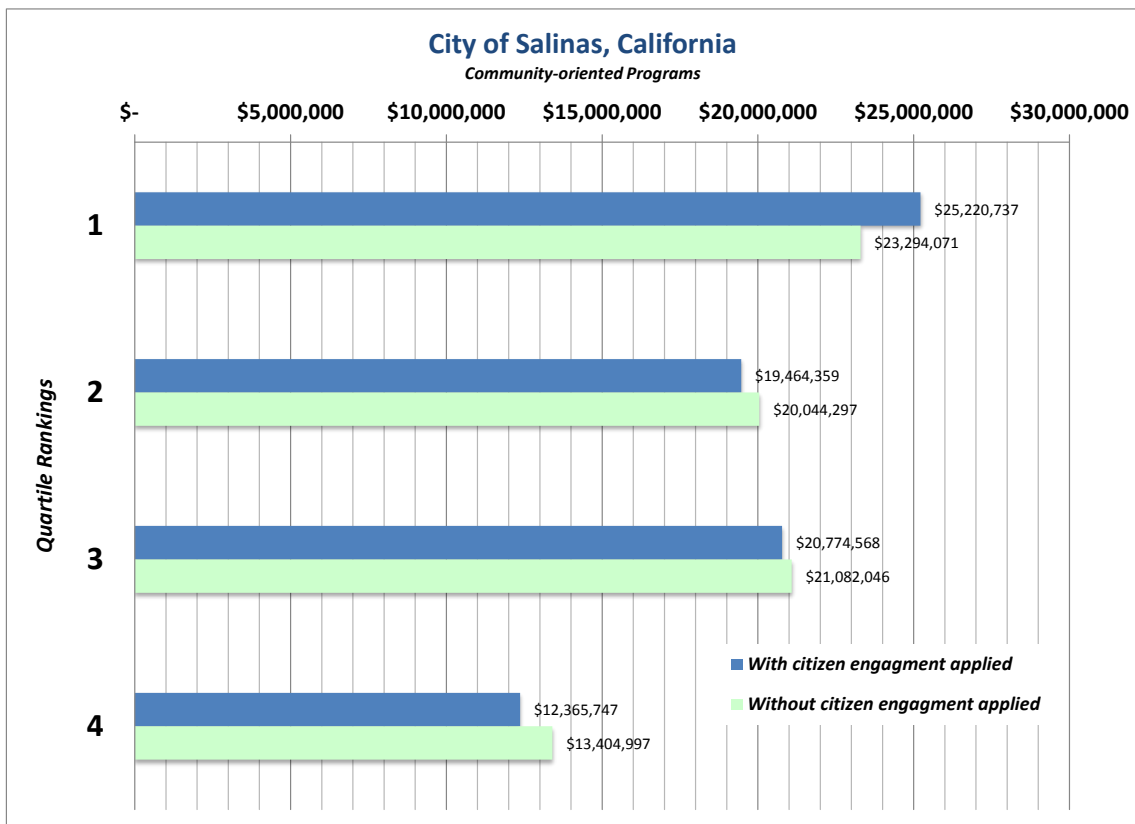 City of Salinas, California
Community-oriented Programs
$- $5,000,000 $10,000,000 $15,000,000 $20,000,000 $25,000,000 $30,000,000
Quartile Rankings
1
$25,220,737
$23,294,071
2
$19,464,359
$20,044,297
3
$20,774,568
$21,082,046
4
$12,365,747
$13,404,997
With citizen engagment applied
Without citizen engagment applied